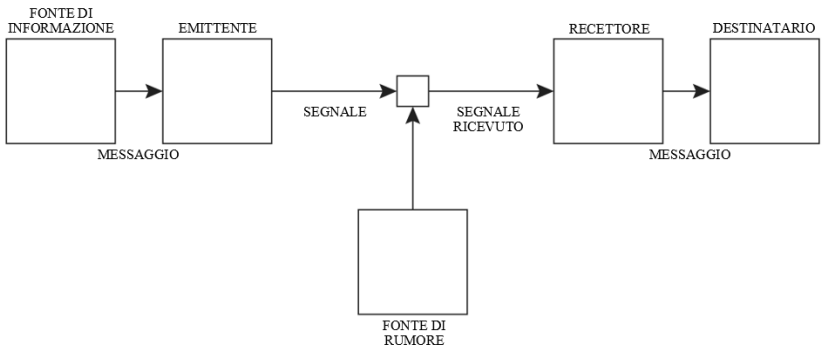 FONTE DI
INFORMAZIONE
EMITTENTE
RECETTORE
DESTINATARIO
SEGNALE
SEGNALE
RICEVUTO
MESSAGGIO
MESSAGGIO
FONTE DI
RUMORE